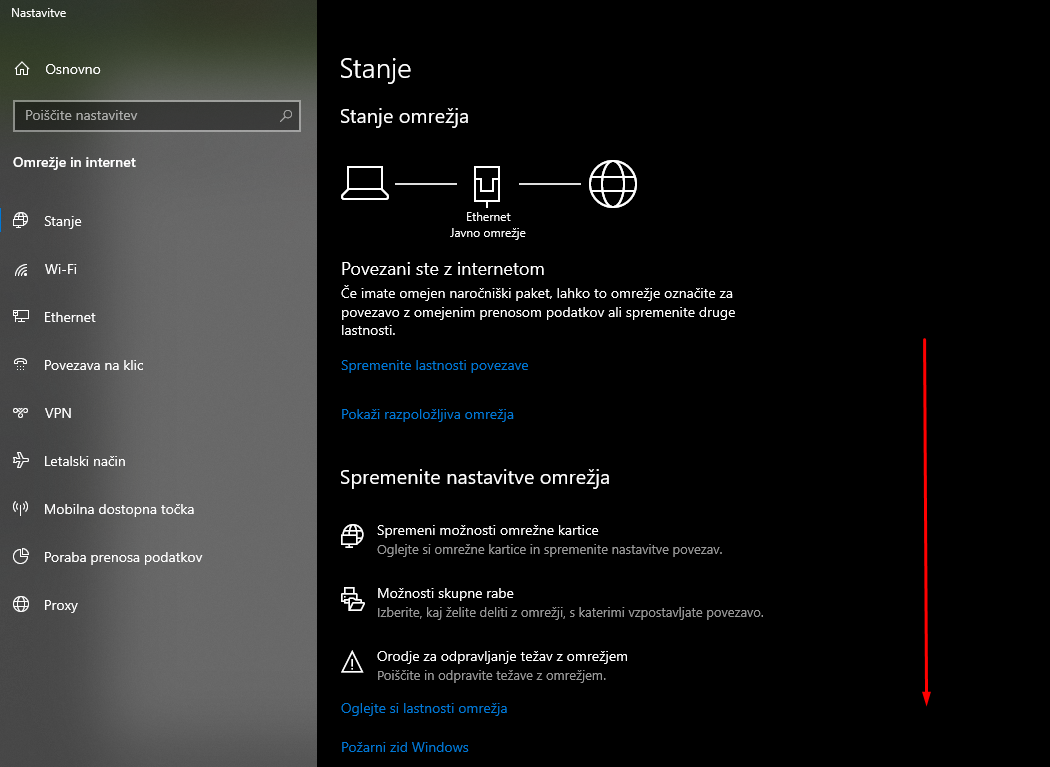 Nastavitve
Osnovno
Poiščite nastavitev
Omrežje in internet
Stanje
Wi-Fi
Ethernet
Povezava na klic
VPN
Letalski način
Mobilna dostopna točka
Poraba prenosa podatkov
Proxy
Stanje
Stanje omrežja
Ethernet
Javno omrežje
Povezani ste z internetom
Če imate omejen naročniški paket, lahko to omrežje označite za
povezavo z omejenim prenosom podatkov ali spremenite druge
lastnosti.
Spremenite lastnosti povezave
Pokaži razpoložljiva omrežja
Spremenite nastavitve omrežja
Spremeni možnosti omrežne kartice
Oglejte si omrežne kartice in spremenite nastavitve povezav.
Možnosti skupne rabe
Izberite, kaj želite deliti z omrežji, s katerimi vzpostavljate povezavo.
Orodje za odpravljanje težav z omrežjem
Poiščite in odpravite težave z omrežjem.
Oglejte si lastnosti omrežja
Požarni zid Windows